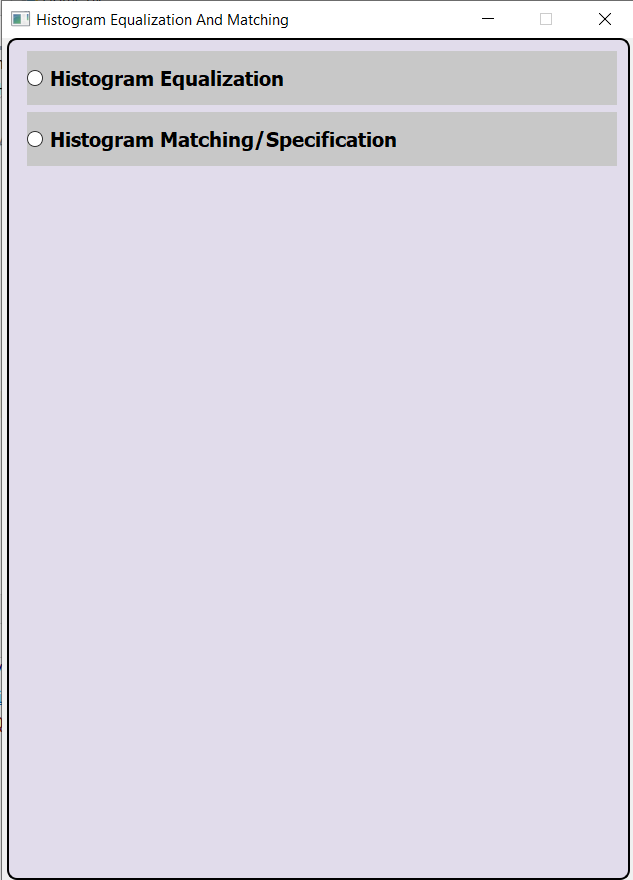 Histogram Equalization And Matching
Histogram Equalization
Histogram Matching/Specification